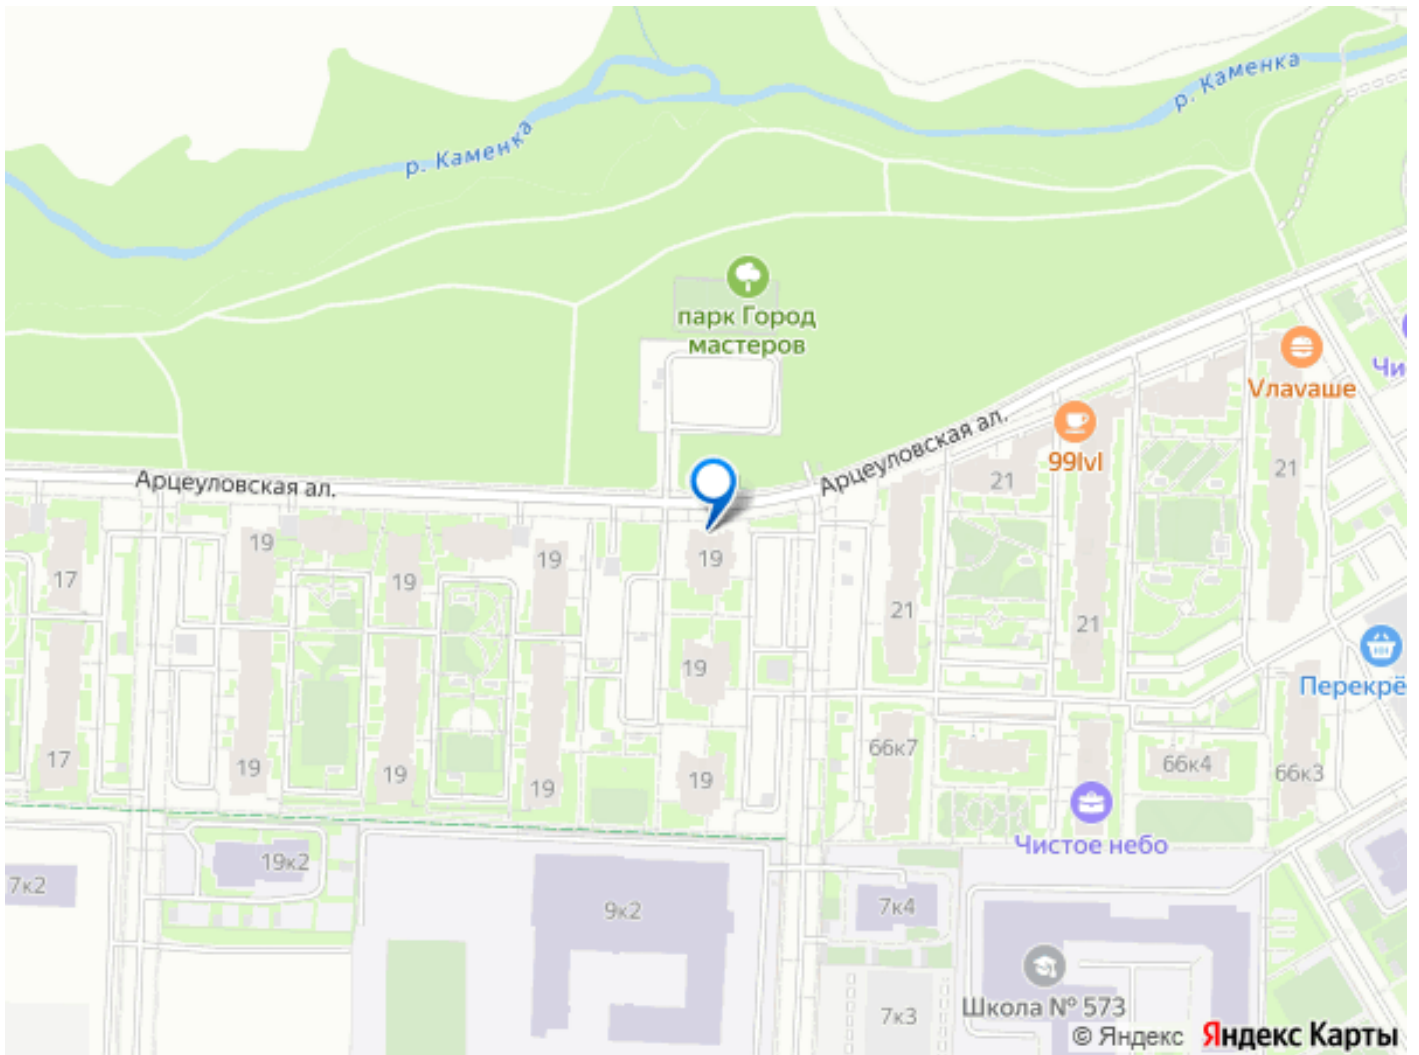 р. Каменка
р. Каменка
парк Город
мастеров
Vлаvаше
Чи
99lvl
Арцеуловская ал.
Арцеуловская ал.
21
21
19
19
19
19
17
21
21
19
Перекрё
66к7
66к4
66к3
17
19
19
19
19
Чистое небо
19к2
7к2
9к2
7к4
Школа № 573
7к3
© Яндекс Яндекс Карты